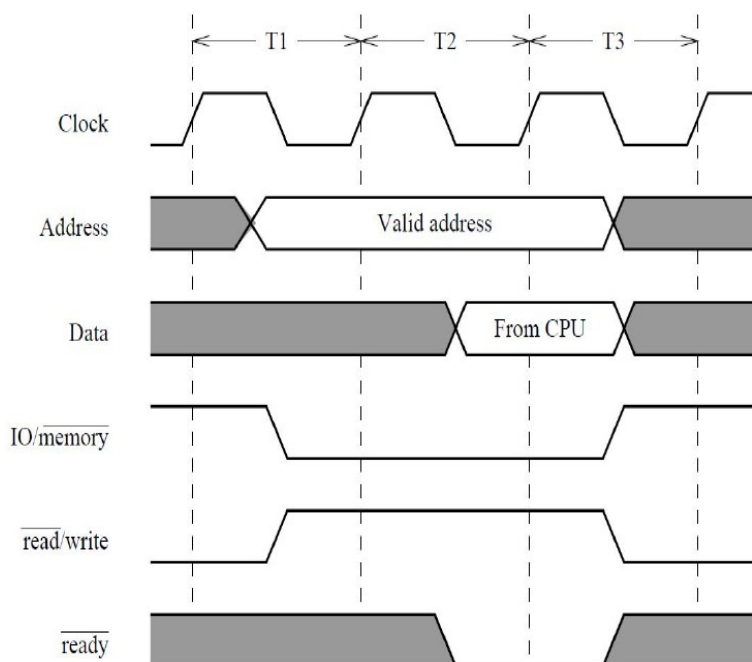 T1 T2 T3
Clock
Address Valid address
Data From CPU
IO/memory
read/write
ready